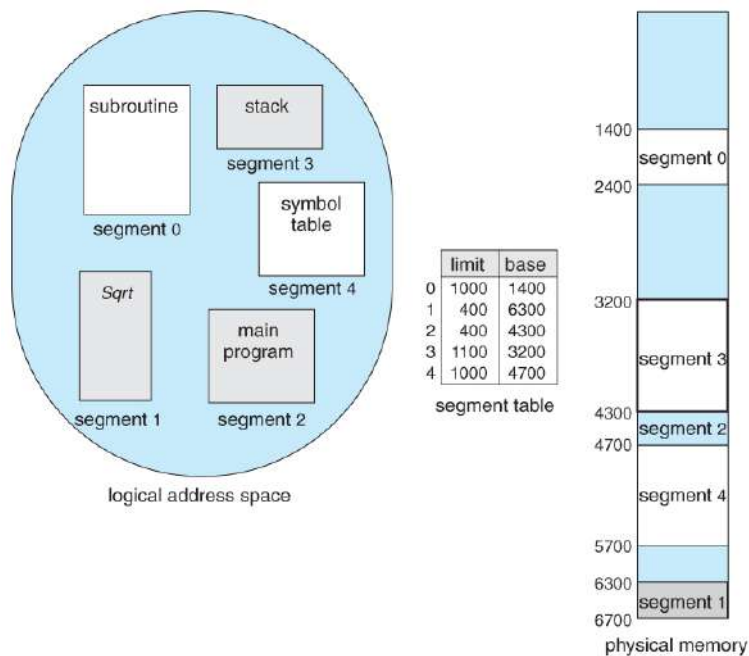 subroutine
segment 0
stack
segment 3
symbol
table
segment 4
Sqrt
segment 1
main
program
segment 2
logical address space
limit base
0 1000 1400
1 400 6300
2 400 4300
3 1100 3200
4 1000 4700
segment table
1400
segment 0
2400
3200
segment 3
4300
segment 2
4700
segment 4
5700
6300
segment 1
6700
physical memory